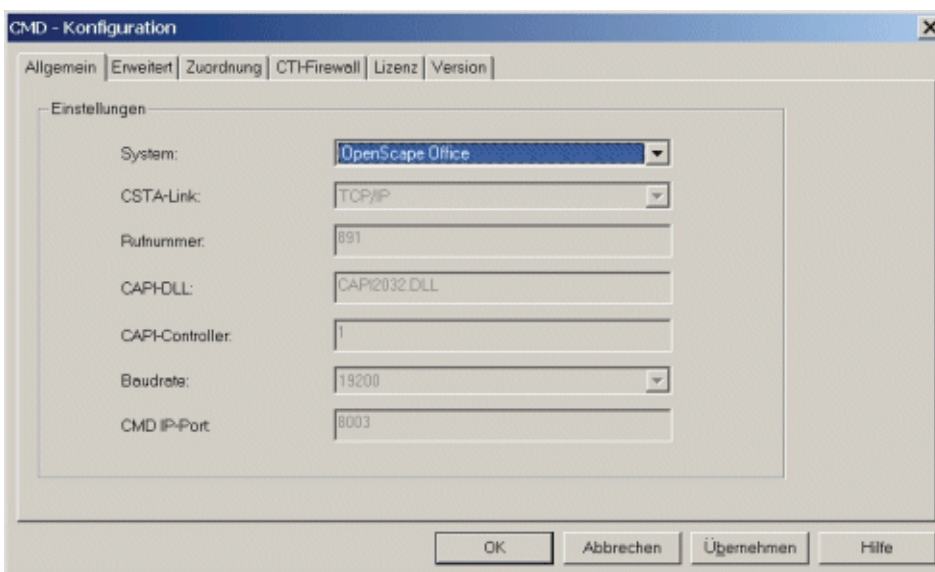 CMD - Konfiguration
Allgemein Erweitert Zuordnung CTI-Firewall Lizenz Version
Einstellungen
System: OpenScape Office
CSTA-Link: TCP/IP
Rufnummer: 891
CAPI-DLL: CAPI2032.DLL
CAPI-Controller: 1
Baudrate: 19200
CMD IP-Port 8003
OK Abbrechen Übernehmen Hilfe